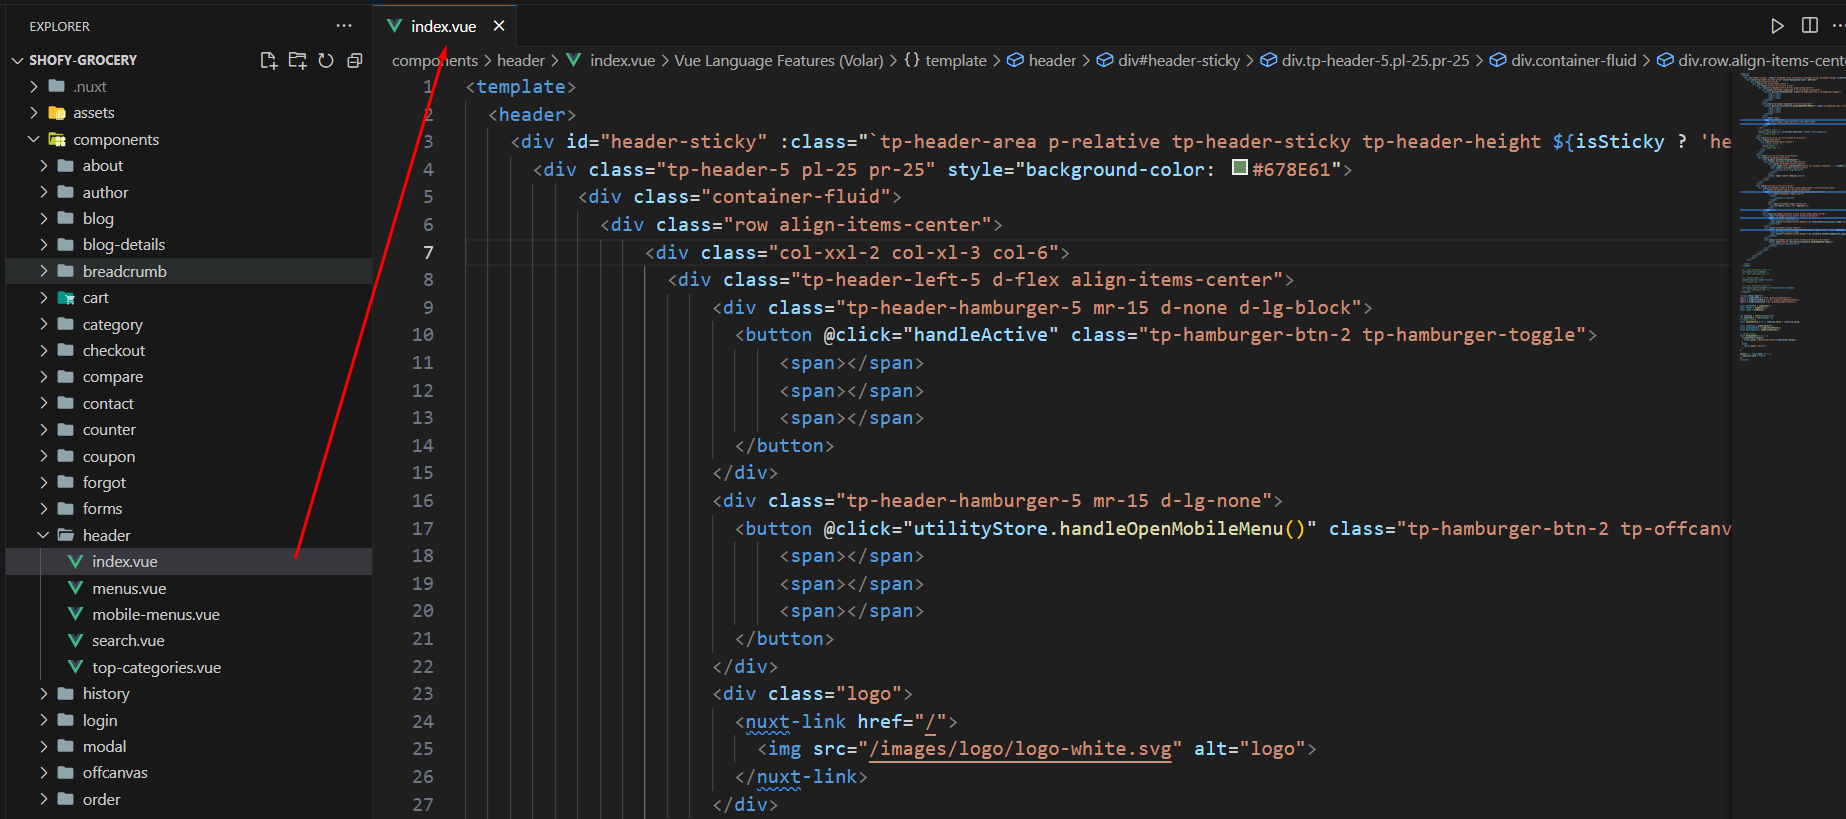 EXPLORER
SHOFY-GROCERY
.nuxt
assets
components
about
author
blog
blog-details
breadcrumb
cart
category
checkout
compare
contact
counter
coupon
forgot
forms
header
index.vue
menus.vue
mobile-menus.vue
search.vue
top-categories.vue
history
login
modal
offcanvas
order
index.vue
components > header > index.vue > Vue Language Features (Volar) > {} template > header > div#header-sticky > div.tp-header-5.pl-25.pr-25 > div.container-fluid > div.row.align-items-cente
1 <template>
2 <header>
3 <div id="header-sticky" :class="`tp-header-area p-relative tp-header-sticky tp-header-height ${isSticky ? 'he
4 <div class="tp-header-5 pl-25 pr-25" style="background-color: #678E61">
5 <div class="container-fluid">
6 <div class="row align-items-center">
7 <div class="col-xxl-2 col-xl-3 col-6">
8 <div class="tp-header-left-5 d-flex align-items-center">
9 <div class="tp-header-hamburger-5 mr-15 d-none d-lg-block">
10 <button @click="handleActive" class="tp-hamburger-btn-2 tp-hamburger-toggle">
11 <span></span>
12 <span></span>
13 <span></span>
14 </button>
15 </div>
16 <div class="tp-header-hamburger-5 mr-15 d-lg-none">
17 <button @click="utilityStore.handleOpenMobileMenu()" class="tp-hamburger-btn-2 tp-offcanv
18 <span></span>
19 <span></span>
20 <span></span>
21 </button>
22 </div>
23 <div class="logo">
24 <nuxt-link href="/">
25 <img src="/images/logo/logo-white.svg" alt="logo">
26 </nuxt-link>
27 </div>